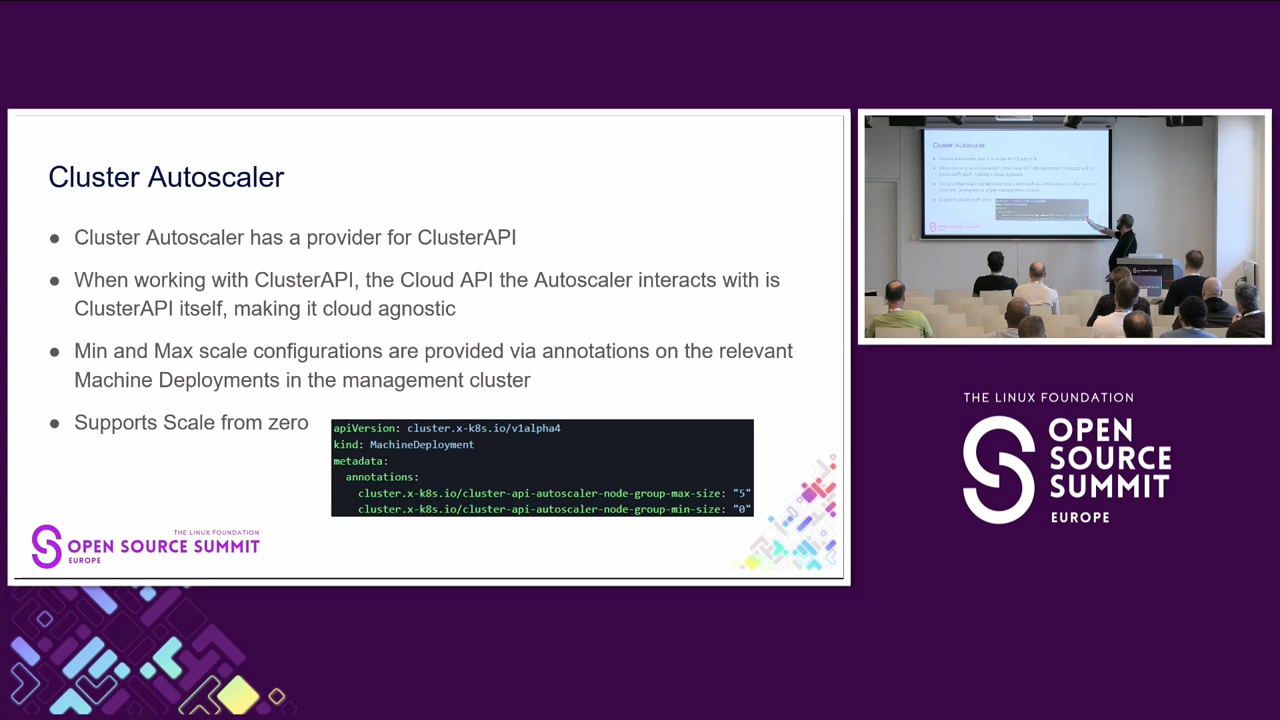 Cluster Autoscaler
● Cluster Autoscaler has a provider for ClusterAPI
● When working with ClusterAPI, the Cloud API the Autoscaler interacts with is
ClusterAPI itself, making it cloud agnostic
● Min and Max scale configurations are provided via annotations on the relevant
Machine Deployments in the management cluster
● Supports Scale from zero
apiVersion: cluster.x-k8s.io/v1alpha4
kind: MachineDeployment
metadata:
  annotations:
    cluster.x-k8s.io/cluster-api-autoscaler-node-group-max-size: "5"
    cluster.x-k8s.io/cluster-api-autoscaler-node-group-min-size: "0"
THE LINUX FOUNDATION
OPEN SOURCE SUMMIT
EUROPE
Cluster Autoscaler
THE LINUX FOUNDATION
OPEN
SOURCE
SUMMIT
EUROPE